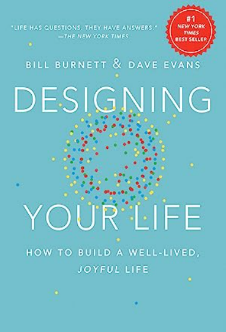 "LIFE HAS QUESTIONS. THEY HAVE ANSWERS."
—THE NEW YORK TIMES
#1
NEW YORK
TIMES
BEST SELLER
BILL BURNETT & DAVE EVANS
DESIGNING
YOUR LIFE
HOW TO BUILD A WELL-LIVED,
JOYFUL LIFE